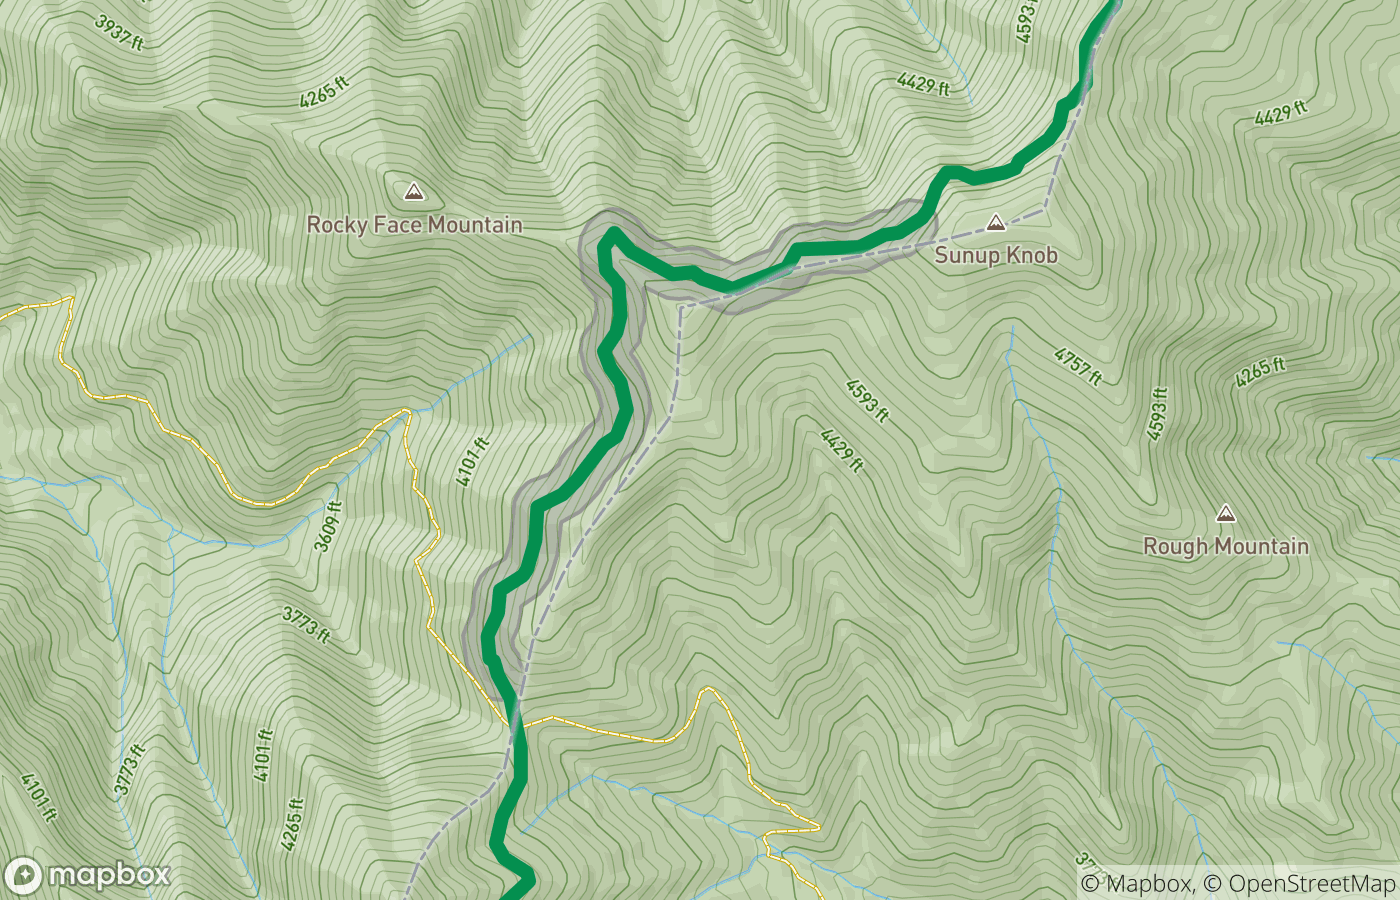 3937 ft
4593 ft
4265 ft
4429 ft
4429 ft
Rocky Face Mountain
Sunup Knob
4757 ft
4265 ft
4593 ft
4593 ft
4429 ft
4101 ft
3609 ft
Rough Mountain
3773 ft
4101 ft
3773 ft
4101 ft
4265 ft
mapbox
© Mapbox, © OpenStreetMap